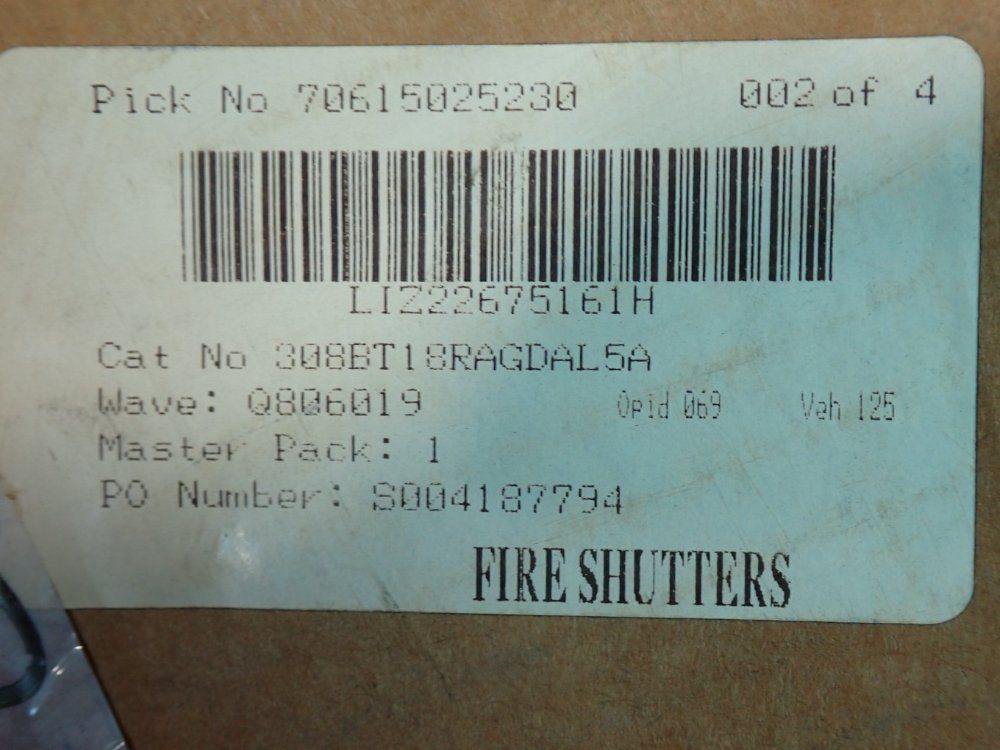 Pick No 70615025230 002 of 4
LIZ22675161H
Cat No 308BT18RAGDAL5A
Wave: Q806019 Opid 069 Veh 125
Master Pack: 1
PO Number: S004187794
FIRE SHUTTERS